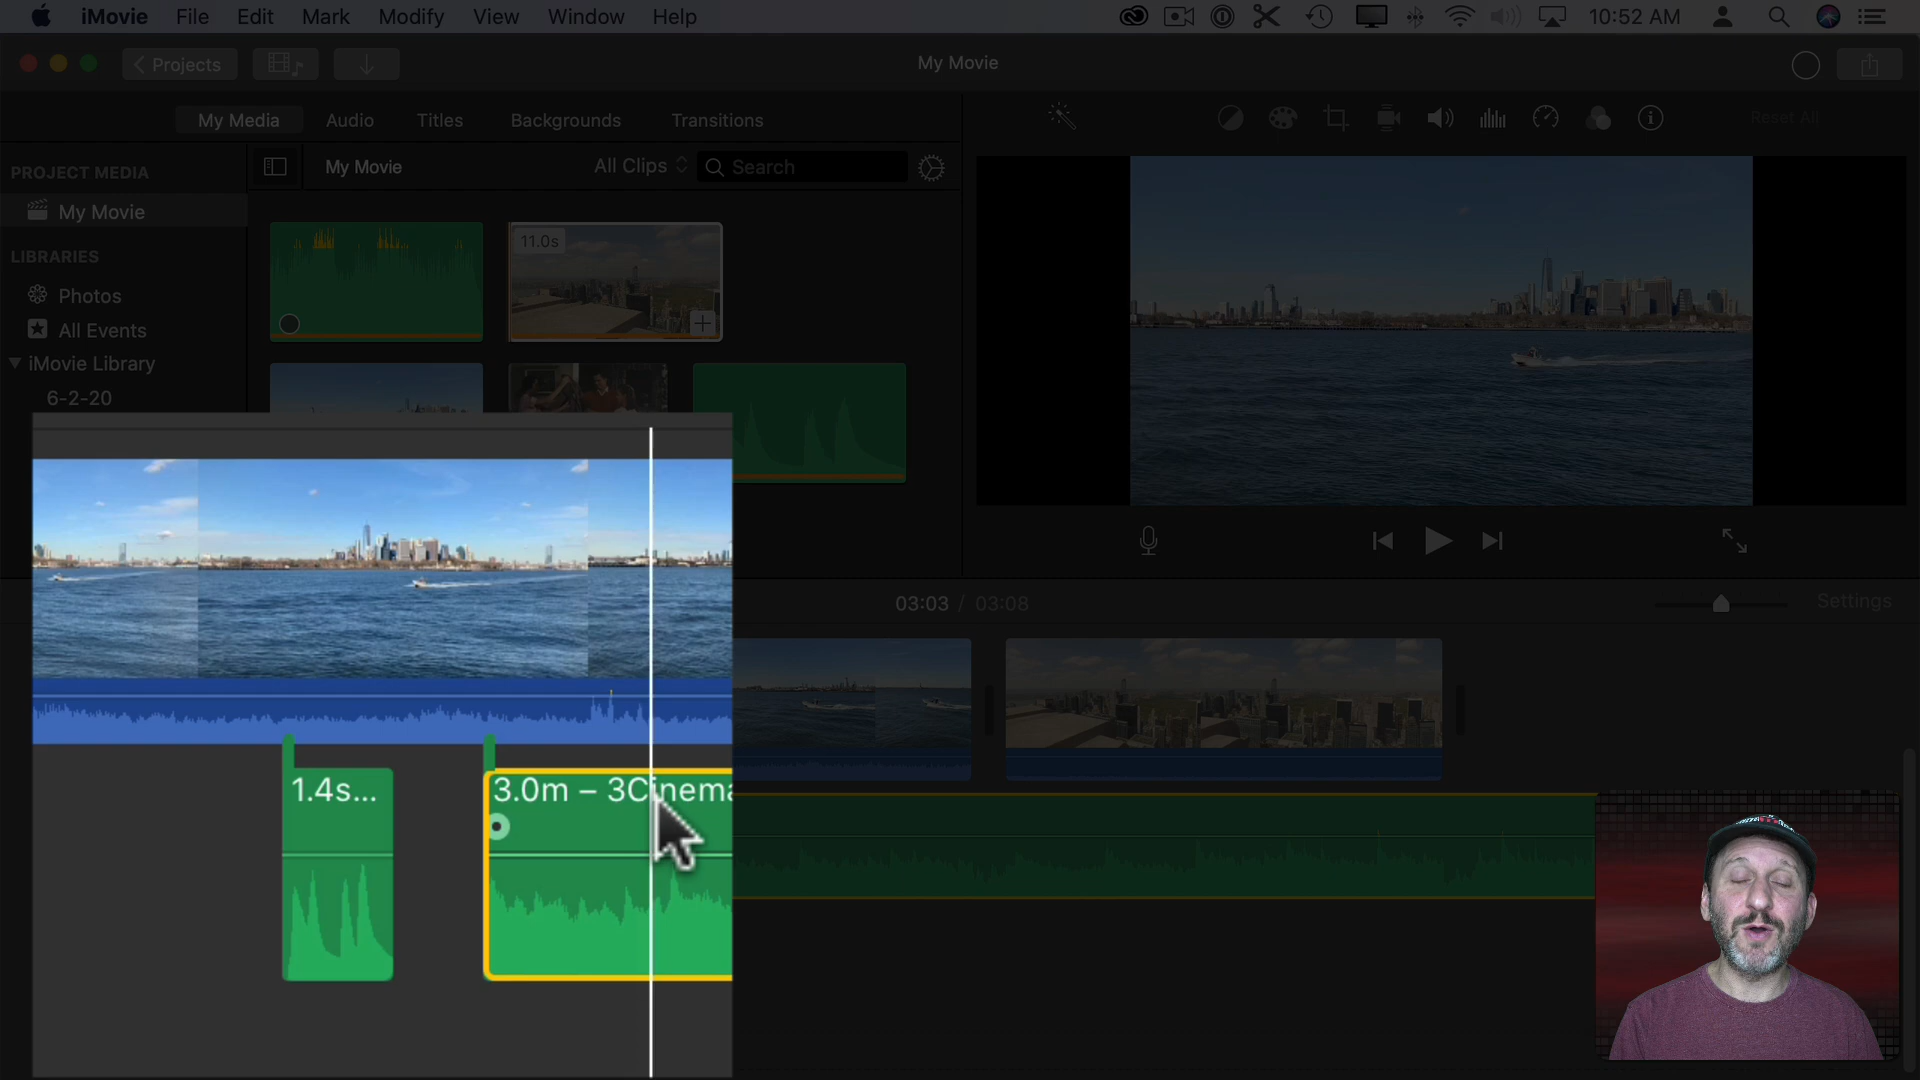 iMovie File Edit Mark Modify View Window Help 10:52 AM
Projects My Movie
My Media Audio Titles Backgrounds Transitions Reset All
PROJECT MEDIA My Movie All Clips Search
My Movie
LIBRARIES
11.0s
Photos
All Events
iMovie Library
6-2-20
03:03 / 03:08 Settings
1.4s... 3.0m – 3Cinema